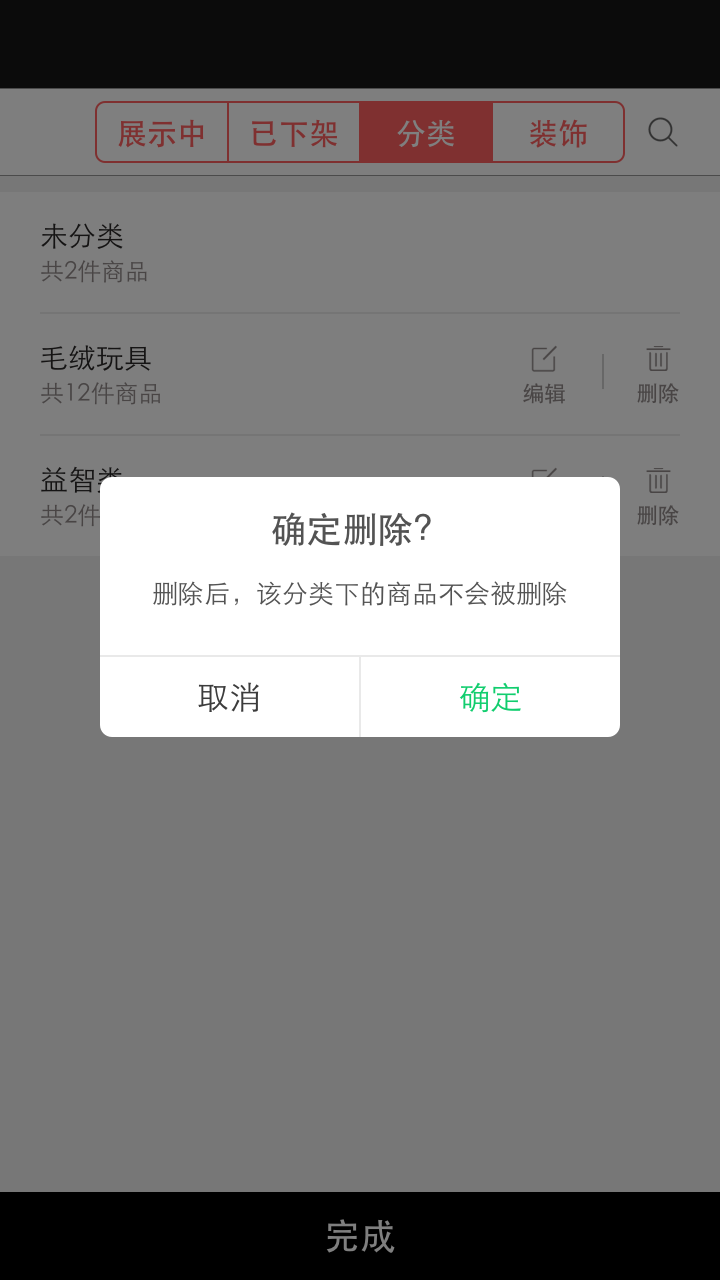 展示中 已下架 分类 装饰
未分类
共2件商品
毛绒玩具
共12件商品
编辑 删除
益智类
共2件
删除
确定删除?
删除后，该分类下的商品不会被删除
取消 确定
完成